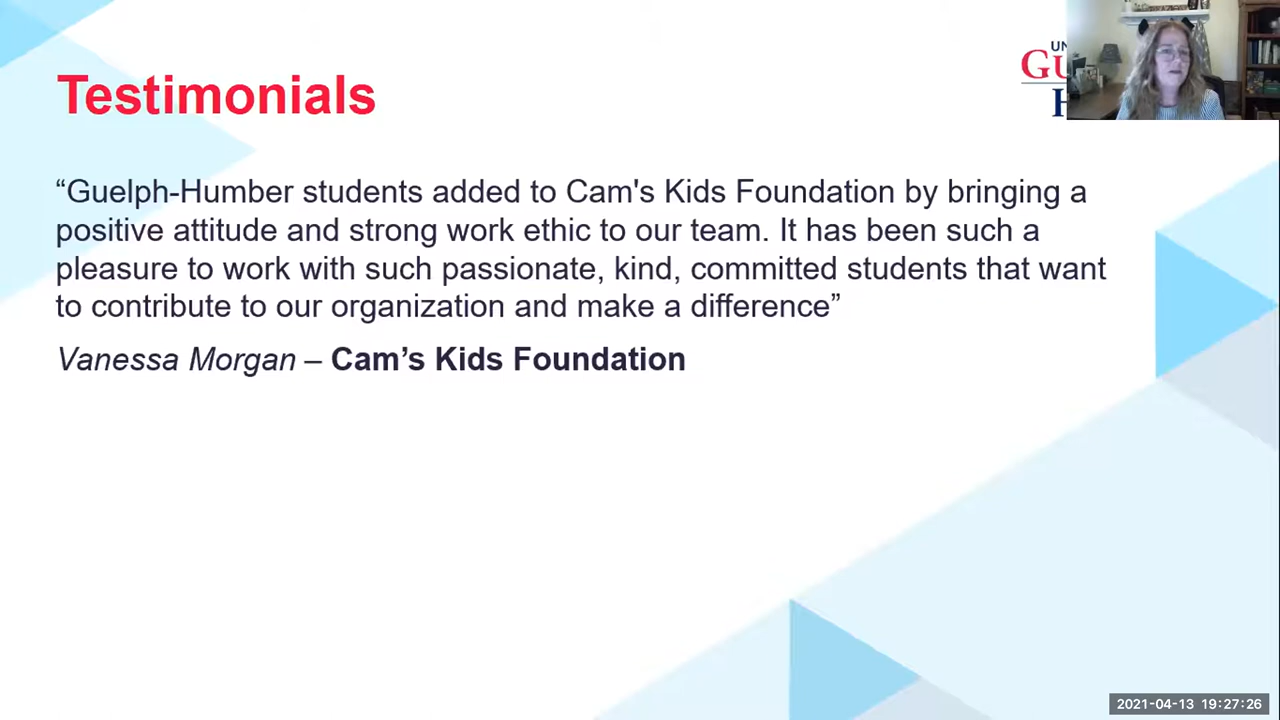 Testimonials
“Guelph-Humber students added to Cam's Kids Foundation by bringing a
positive attitude and strong work ethic to our team. It has been such a
pleasure to work with such passionate, kind, committed students that want
to contribute to our organization and make a difference”
Vanessa Morgan – Cam’s Kids Foundation
2021-04-13 19:27:26